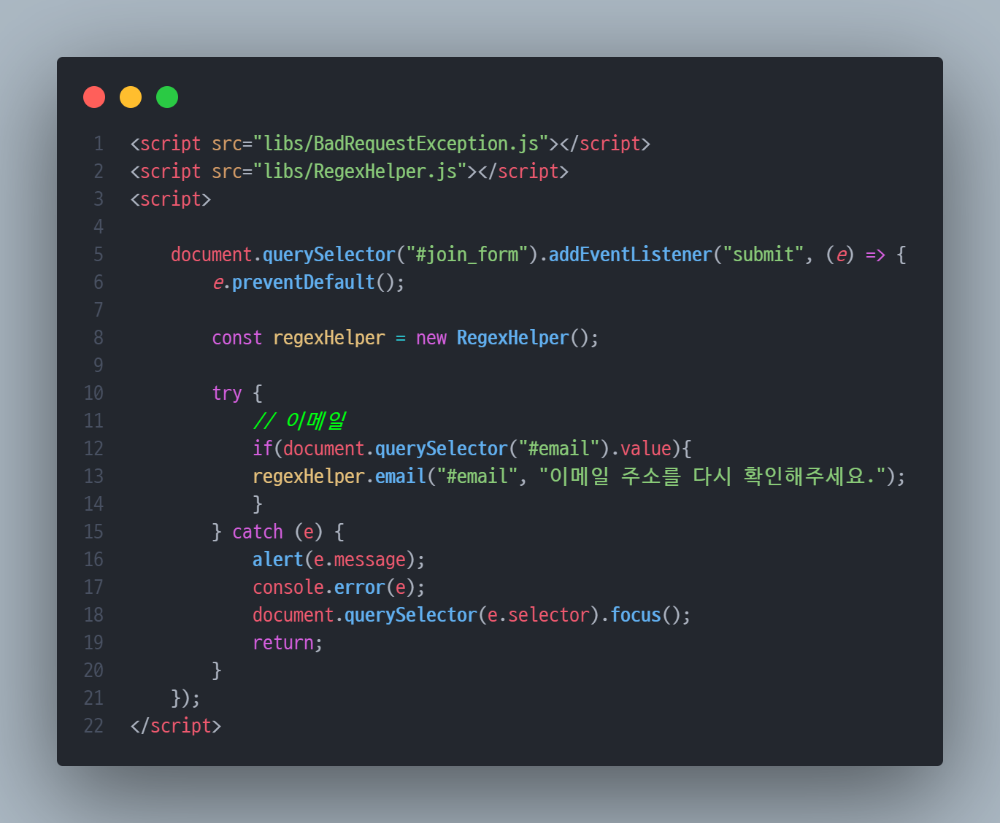 1 <script src="libs/BadRequestException.js"></script>
2 <script src="libs/RegexHelper.js"></script>
3 <script>
4
5     document.querySelector("#join_form").addEventListener("submit", (e) => {
6         e.preventDefault();
7
8         const regexHelper = new RegexHelper();
9
10         try {
11             // 이메일
12             if(document.querySelector("#email").value){
13             regexHelper.email("#email", "이메일 주소를 다시 확인해주세요.");
14             }
15         } catch (e) {
16             alert(e.message);
17             console.error(e);
18             document.querySelector(e.selector).focus();
19             return;
20         }
21     });
22 </script>